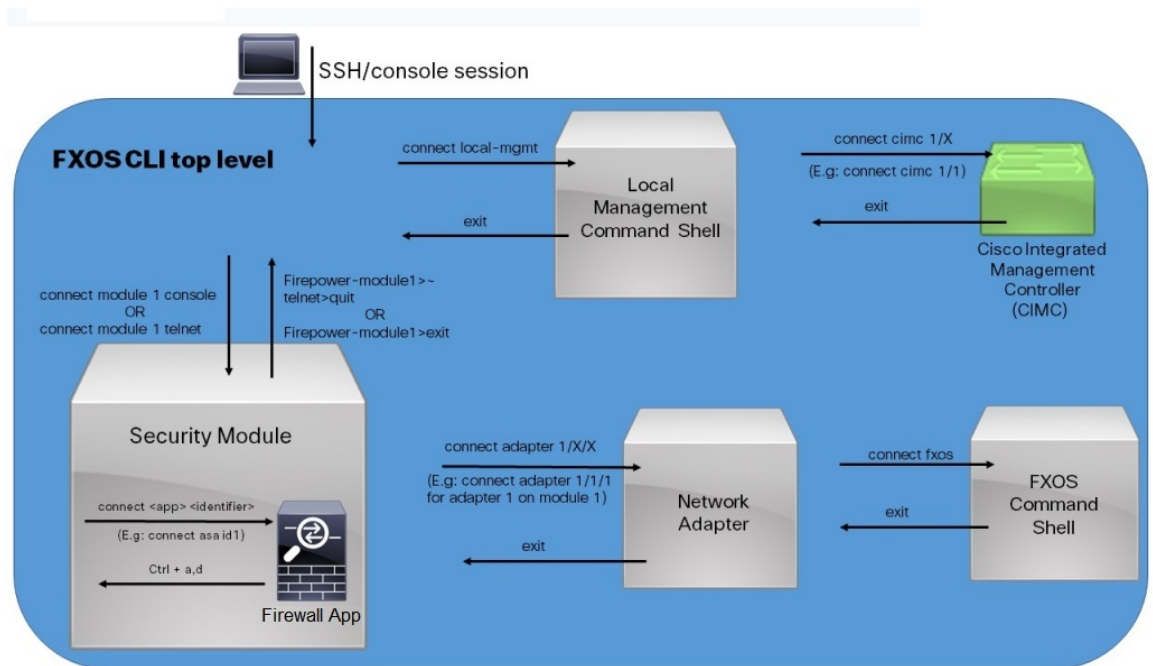 SSH/console session
FXOS CLI top level
connect local-mgmt
exit
Local
Management
Command Shell
connect cimc 1/X
(E.g: connect cimc 1/1)
exit
Cisco Integrated
Management
Controller
(CIMC)
connect module 1 console
OR
connect module 1 telnet
Firepower-module1>~
telnet>quit
OR
Firepower-module1>exit
Security Module
connect <app> <identifier>
(E.g: connect asa id1)
Ctrl + a,d
Firewall App
connect adapter 1/X/X
(E.g: connect adapter 1/1/1
for adapter 1 on module 1)
exit
Network
Adapter
connect fxos
exit
FXOS
Command
Shell